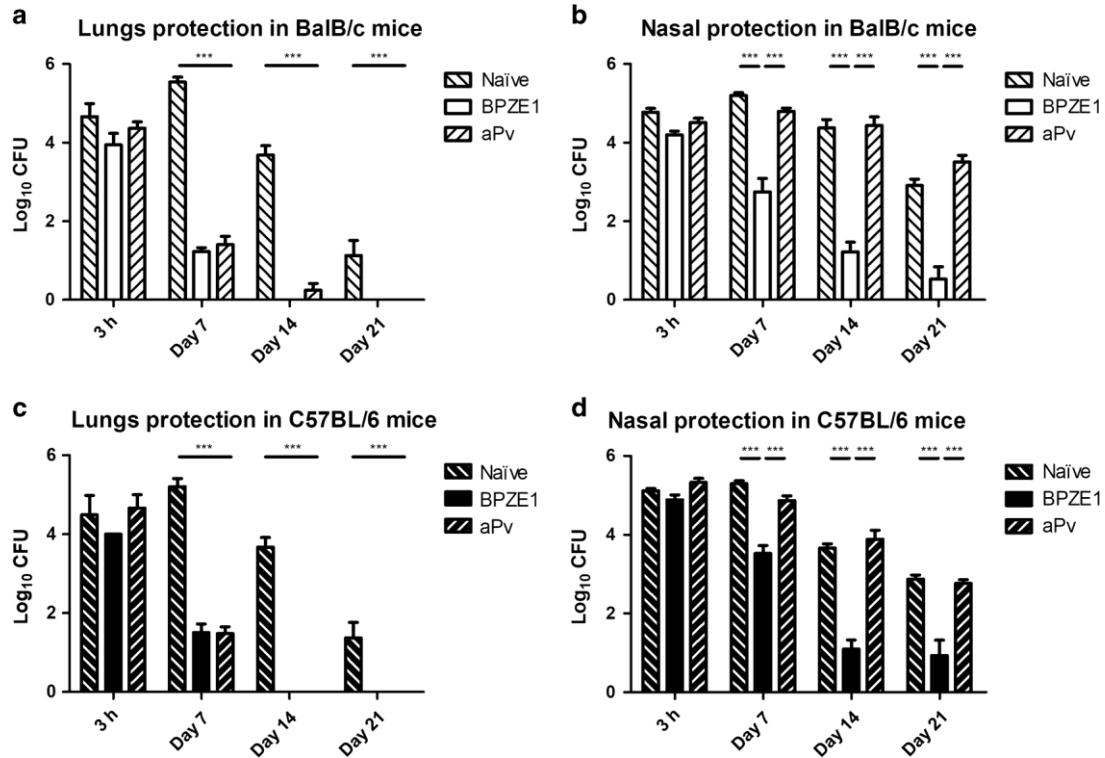 a
Lungs protection in BalB/c mice
*** *** ***
6
4
2
0
Log10 CFU
3 h Day 7 Day 14 Day 21
Naïve
BPZE1
aPv
b
Nasal protection in BalB/c mice
*** *** *** *** *** ***
6
4
2
0
Log10 CFU
3 h Day 7 Day 14 Day 21
Naïve
BPZE1
aPv
c
Lungs protection in C57BL/6 mice
*** *** ***
6
4
2
0
Log10 CFU
3 h Day 7 Day 14 Day 21
Naïve
BPZE1
aPv
d
Nasal protection in C57BL/6 mice
*** *** *** *** *** ***
6
4
2
0
Log10 CFU
3 h Day 7 Day 14 Day 21
Naïve
BPZE1
aPv